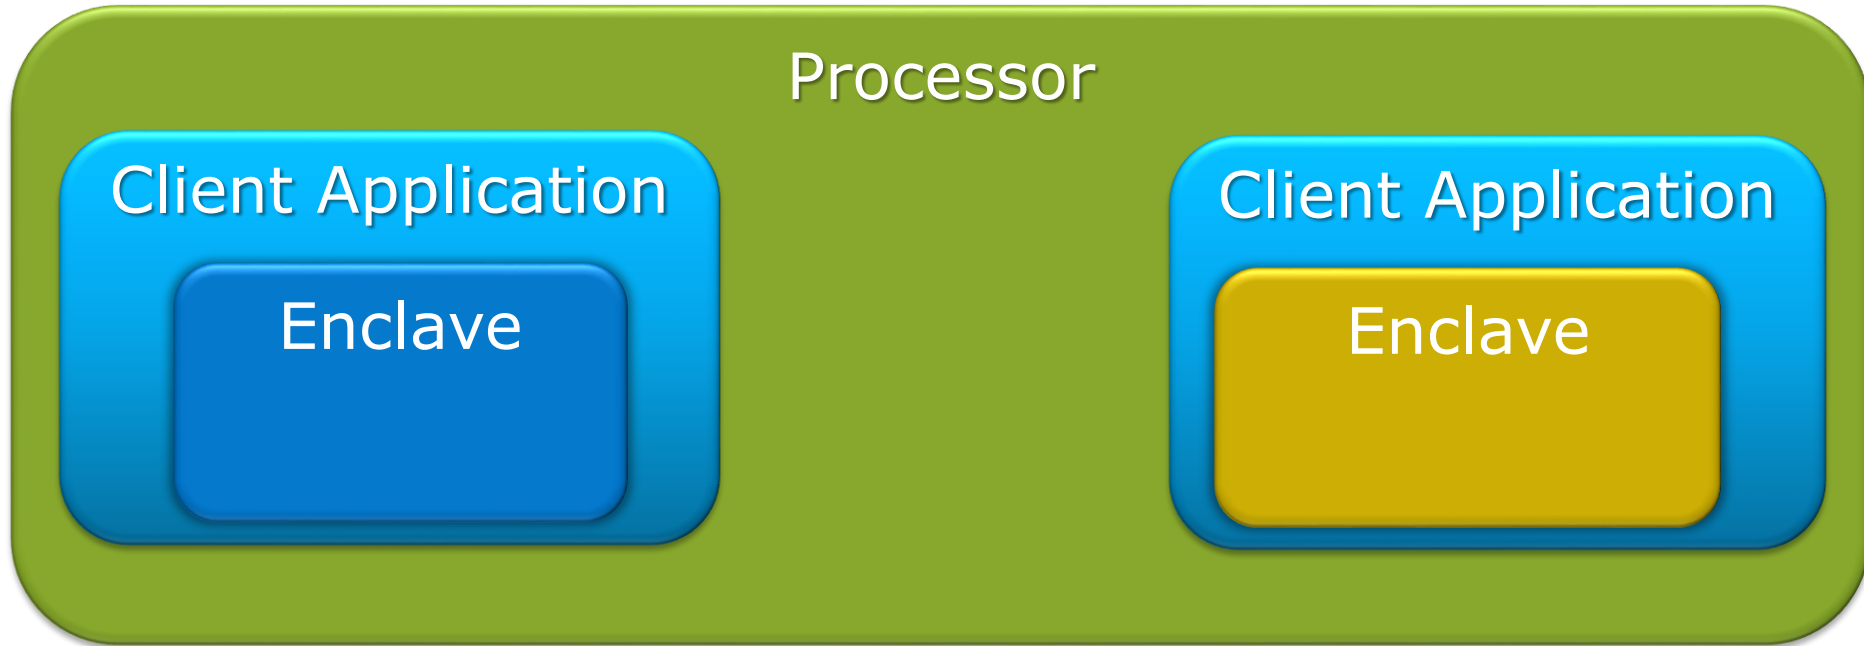 Processor
Client Application
Client Application
Enclave
Enclave